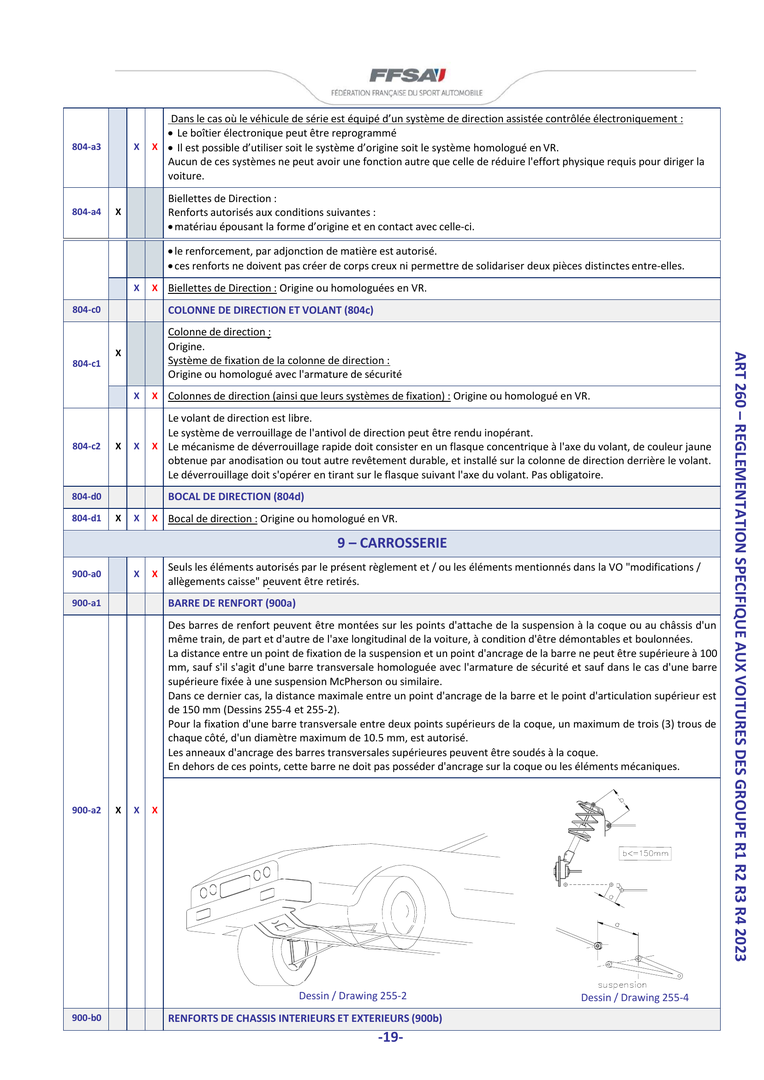 FFSA
FÉDÉRATION FRANÇAISE DU SPORT AUTOMOBILE
804-a3 X X
Dans le cas où le véhicule de série est équipé d’un système de direction assistée contrôlée électroniquement :
• Le boîtier électronique peut être reprogrammé
• Il est possible d’utiliser soit le système d’origine soit le système homologué en VR.
Aucun de ces systèmes ne peut avoir une fonction autre que celle de réduire l'effort physique requis pour diriger la
voiture.
804-a4 X
Biellettes de Direction :
Renforts autorisés aux conditions suivantes :
• matériau épousant la forme d’origine et en contact avec celle-ci.
• le renforcement, par adjonction de matière est autorisé.
• ces renforts ne doivent pas créer de corps creux ni permettre de solidariser deux pièces distinctes entre-elles.
X X Biellettes de Direction : Origine ou homologuées en VR.
804-c0 COLONNE DE DIRECTION ET VOLANT (804c)
804-c1 X
Colonne de direction :
Origine.
Système de fixation de la colonne de direction :
Origine ou homologué avec l'armature de sécurité
X X Colonnes de direction (ainsi que leurs systèmes de fixation) : Origine ou homologué en VR.
804-c2 X X X
Le volant de direction est libre.
Le système de verrouillage de l'antivol de direction peut être rendu inopérant.
Le mécanisme de déverrouillage rapide doit consister en un flasque concentrique à l'axe du volant, de couleur jaune
obtenue par anodisation ou tout autre revêtement durable, et installé sur la colonne de direction derrière le volant.
Le déverrouillage doit s'opérer en tirant sur le flasque suivant l'axe du volant. Pas obligatoire.
804-d0 BOCAL DE DIRECTION (804d)
804-d1 X X X Bocal de direction : Origine ou homologué en VR.
9 – CARROSSERIE
900-a0 X X
Seuls les éléments autorisés par le présent règlement et / ou les éléments mentionnés dans la VO "modifications /
allègements caisse" peuvent être retirés.
900-a1 BARRE DE RENFORT (900a)
900-a2 X X X
Des barres de renfort peuvent être montées sur les points d'attache de la suspension à la coque ou au châssis d'un
même train, de part et d'autre de l'axe longitudinal de la voiture, à condition d'être démontables et boulonnées.
La distance entre un point de fixation de la suspension et un point d'ancrage de la barre ne peut être supérieure à 100
mm, sauf s'il s'agit d'une barre transversale homologuée avec l'armature de sécurité et sauf dans le cas d'une barre
supérieure fixée à une suspension McPherson ou similaire.
Dans ce dernier cas, la distance maximale entre un point d'ancrage de la barre et le point d'articulation supérieur est
de 150 mm (Dessins 255-4 et 255-2).
Pour la fixation d'une barre transversale entre deux points supérieurs de la coque, un maximum de trois (3) trous de
chaque côté, d'un diamètre maximum de 10.5 mm, est autorisé.
Les anneaux d'ancrage des barres transversales supérieures peuvent être soudés à la coque.
En dehors de ces points, cette barre ne doit pas posséder d'ancrage sur la coque ou les éléments mécaniques.
b
b<=150mm
a
a
suspension
Dessin / Drawing 255-2
Dessin / Drawing 255-4
900-b0 RENFORTS DE CHASSIS INTERIEURS ET EXTERIEURS (900b)
-19-
ART 260 – REGLEMENTATION SPECIFIQUE AUX VOITURES DES GROUPE R1 R2 R3 R4 2023